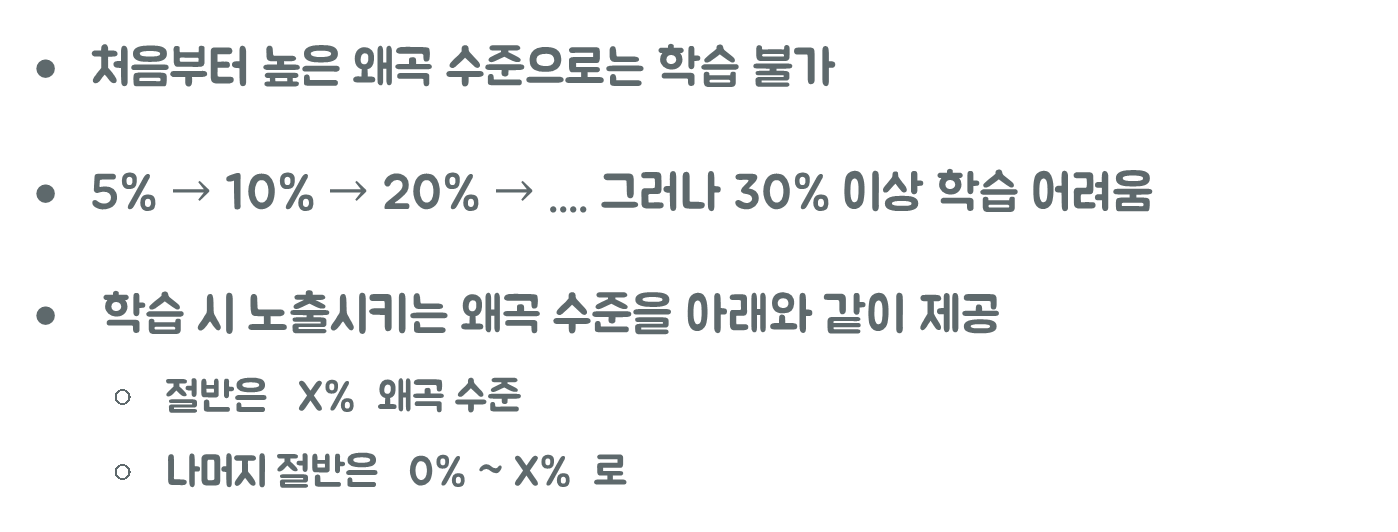 • 처음부터 높은 왜곡 수준으로는 학습 불가
• 5% → 10% → 20% → .... 그러나 30% 이상 학습 어려움
• 학습 시 노출시키는 왜곡 수준을 아래와 같이 제공
○ 절반은 X% 왜곡 수준
○ 나머지 절반은 0% ~ X% 로